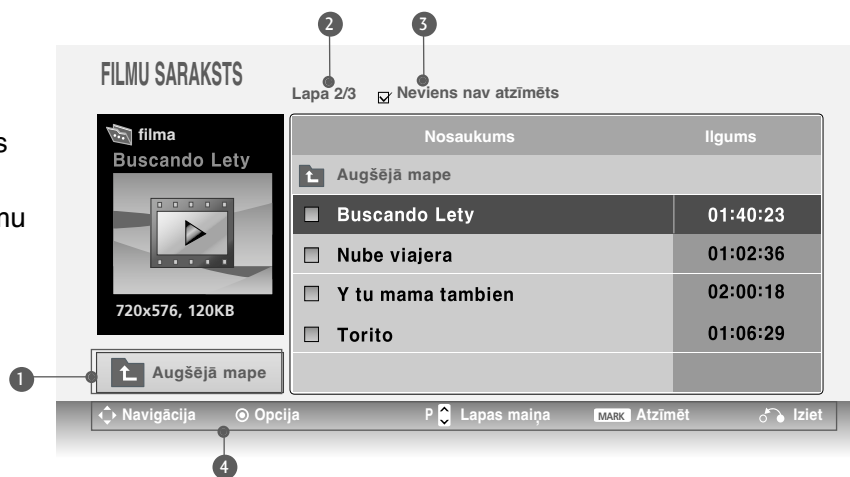 2 3
FILMU SARAKSTS
Lapa 2/3 Neviens nav atzīmēts
filma
Buscando Lety
720x576, 120KB
Nosaukums Ilgums
Augšējā mape
Buscando Lety 01:40:23
Nube viajera 01:02:36
Y tu mama tambien 02:00:18
Torito 01:06:29
1 Augšējā mape
Navigācija Opcija P Lapas maiņa MARK Atzīmēt Iziet
4